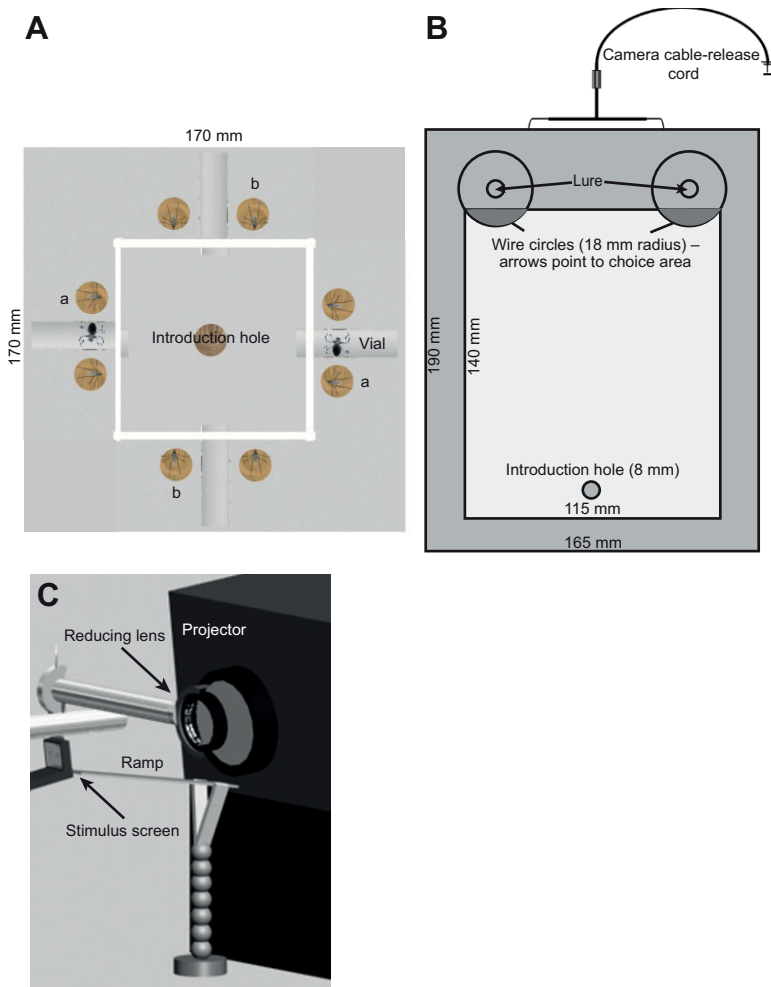 A
170 mm
b
a
Introduction hole
Vial
170 mm
a
b
B
Camera cable-release
cord
Lure
Wire circles (18 mm radius) –
arrows point to choice area
190 mm
140 mm
Introduction hole (8 mm)
115 mm
165 mm
C
Projector
Reducing lens
Ramp
Stimulus screen